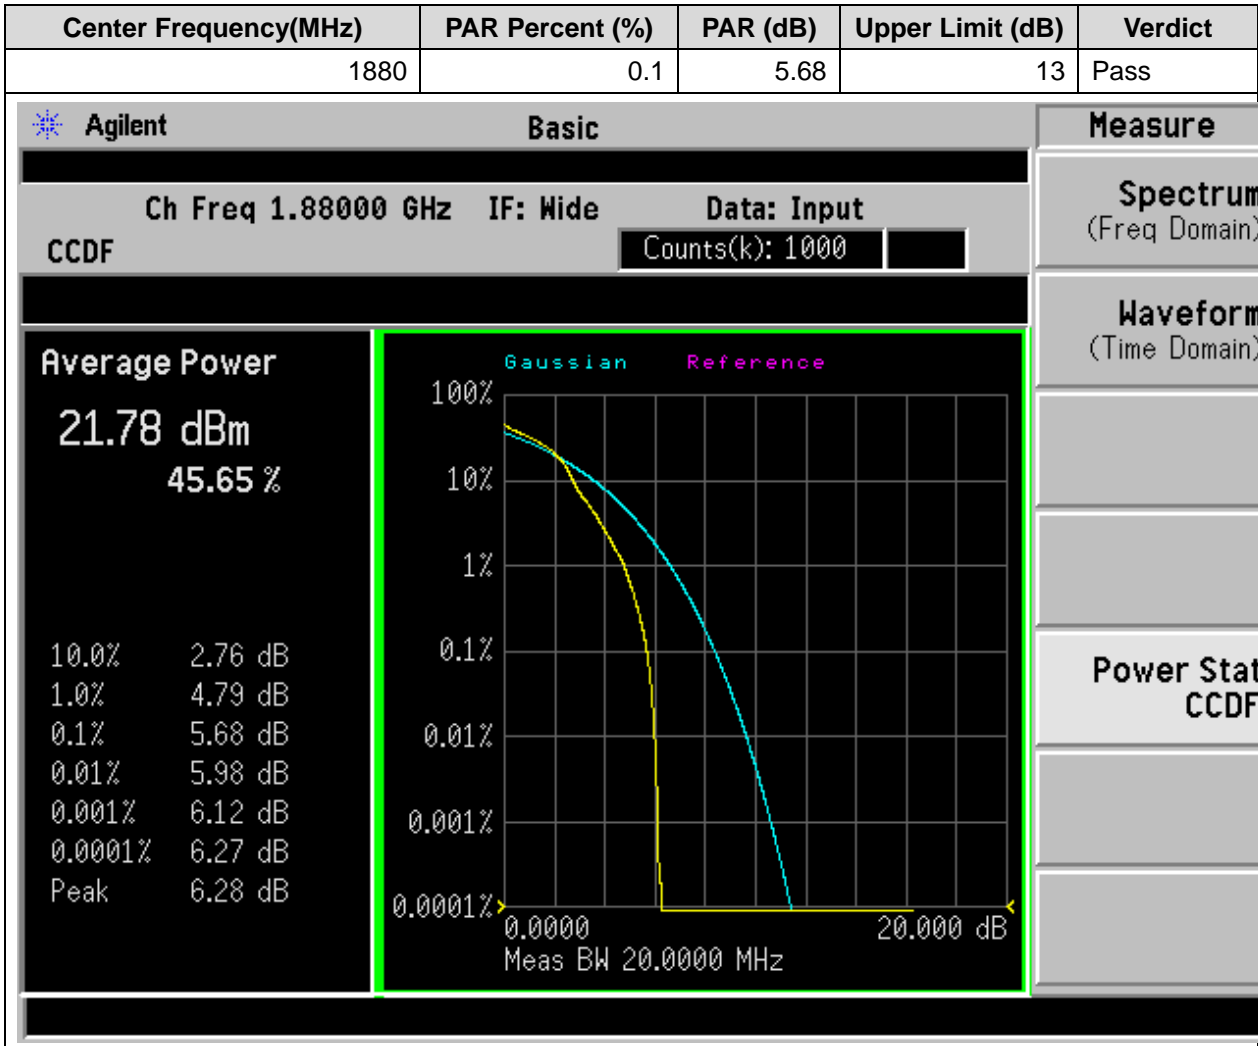 Center Frequency(MHz) PAR Percent (%) PAR (dB) Upper Limit (dB) Verdict
1880 0.1 5.68 13 Pass
Agilent Basic Measure
Ch Freq 1.88000 GHz IF: Wide Data: Input
CCDF Counts(k): 1000
Average Power
21.78 dBm
45.65 %
10.0% 2.76 dB
1.0% 4.79 dB
0.1% 5.68 dB
0.01% 5.98 dB
0.001% 6.12 dB
0.0001% 6.27 dB
Peak 6.28 dB
Gaussian Reference
100%
10%
1%
0.1%
0.01%
0.001%
0.0001%
0.0000 20.000 dB
Meas BW 20.0000 MHz
Spectrum
(Freq Domain)
Waveform
(Time Domain)
Power Stat
CCDF